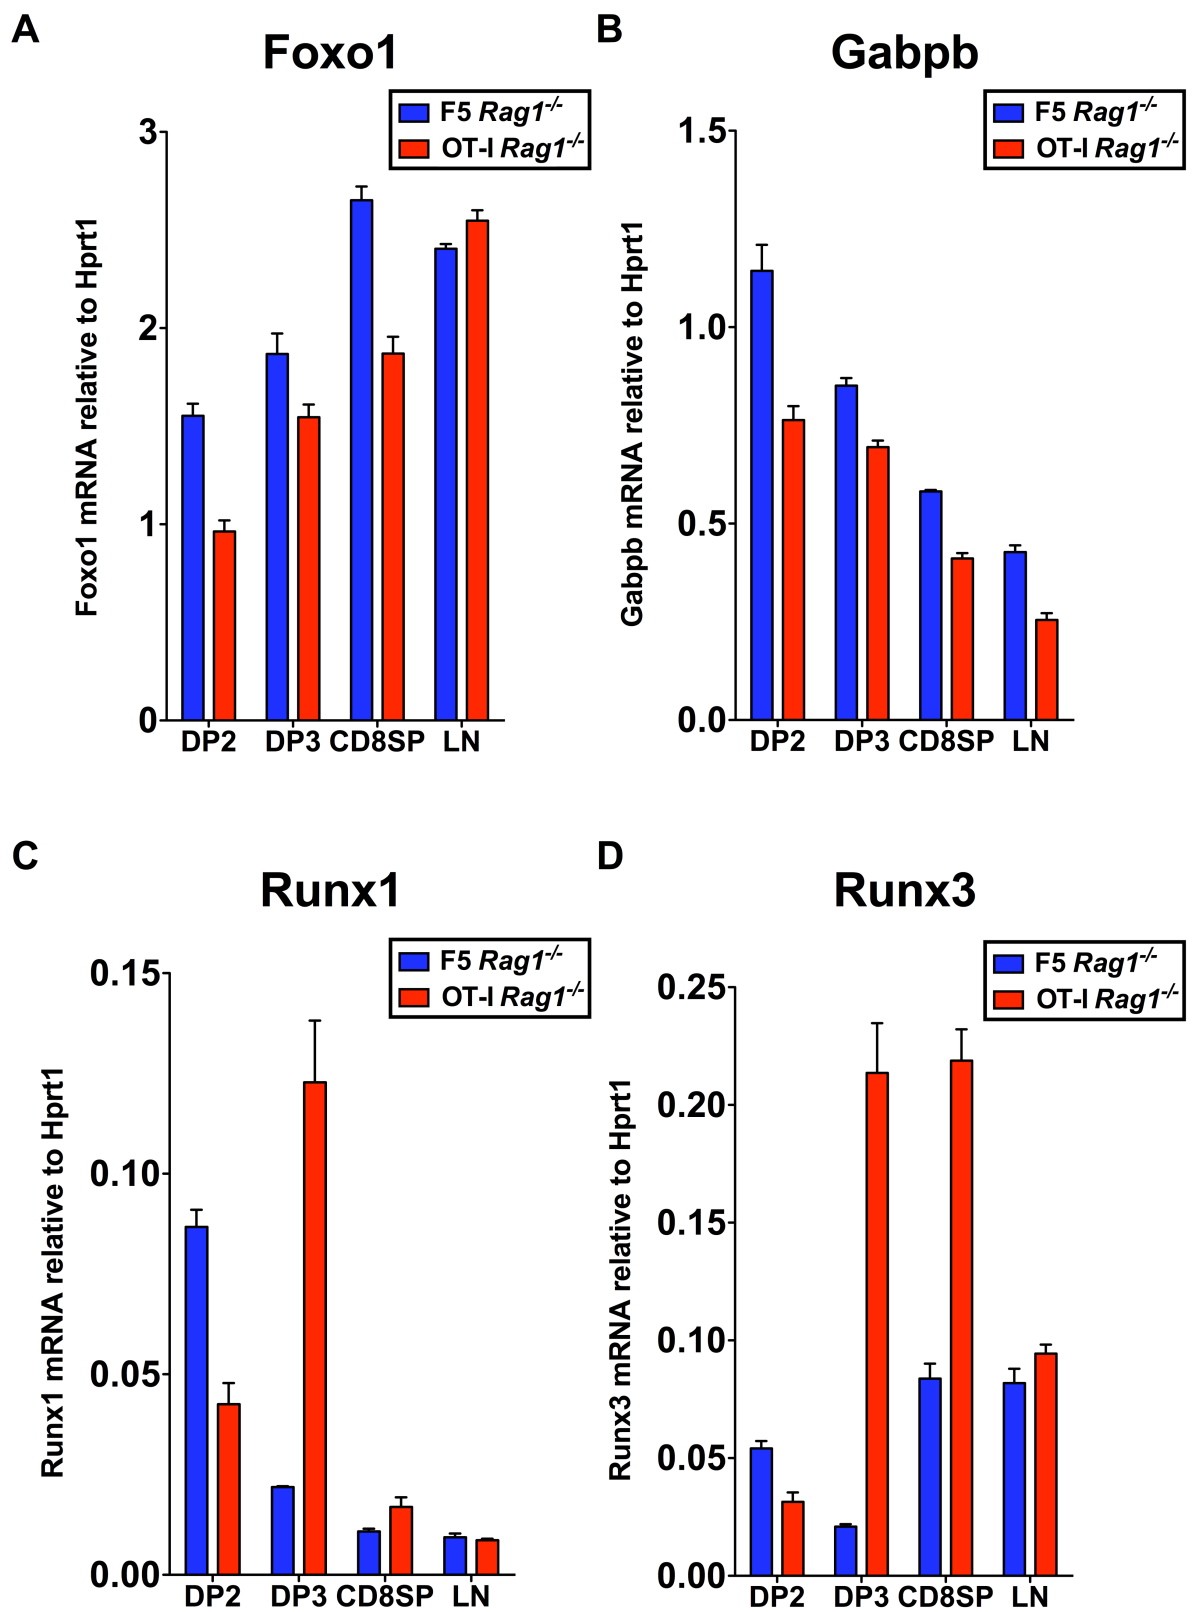 A
Foxo1
F5 Rag1-/-
OT-I Rag1-/-
Foxo1 mRNA relative to Hprt1
3
2
1
0
DP2 DP3 CD8SP LN
B
Gabpb
F5 Rag1-/-
OT-I Rag1-/-
Gabpb mRNA relative to Hprt1
1.5
1.0
0.5
0.0
DP2 DP3 CD8SP LN
C
Runx1
F5 Rag1-/-
OT-I Rag1-/-
Runx1 mRNA relative to Hprt1
0.15
0.10
0.05
0.00
DP2 DP3 CD8SP LN
D
Runx3
F5 Rag1-/-
OT-I Rag1-/-
Runx3 mRNA relative to Hprt1
0.25
0.20
0.15
0.10
0.05
0.00
DP2 DP3 CD8SP LN